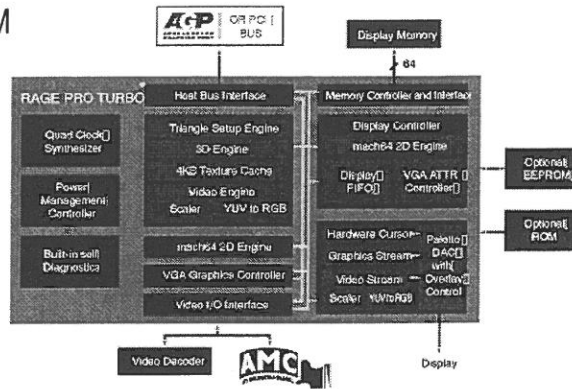 M
AGP
OR PCI
BUS
Display Memory
64
RAGE PRO TURBO
Host Bus Interface
Memory Controller and Interface
Quad Clock
Synthesizer
Power
Management
Controller
Built-in self
Diagnostics
Triangle Setup Engine
3D Engine
4KB Texture Cache
Video Engine
Scaler YUV to RGB
mach64 2D Engine
VGA Graphics Controller
Video I/O Interface
Display Controller
mach64 2D Engine
Display
FIFO
VGA ATTR
Controller
Hardware Cursor
Graphics Stream
Video Stream
Scaler YUVtoRGB
Palette
DAC
with
Overlay
Control
Optional
EEPROM
Optional
ROM
Video Decoder
AMC
Display